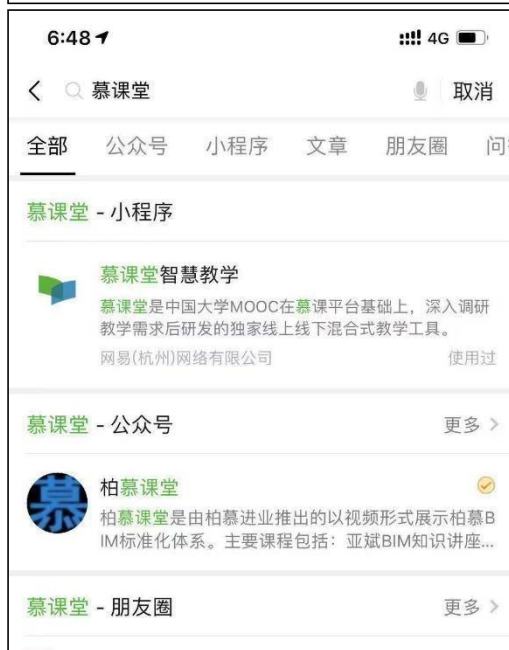 6:48 4G
慕课堂 取消
全部 公众号 小程序 文章 朋友圈 问
慕课堂 - 小程序
慕课堂智慧教学
慕课堂是中国大学MOOC在慕课平台基础上，深入调研
教学需求后研发的独家线上线下混合式教学工具。
网易(杭州)网络有限公司 使用过
慕课堂 - 公众号 更多 >
柏慕课堂
慕
柏慕课堂是由柏慕进业推出的以视频形式展示柏慕B
IM标准化体系。主要课程包括：亚斌BIM知识讲座...
慕课堂 - 朋友圈 更多 >